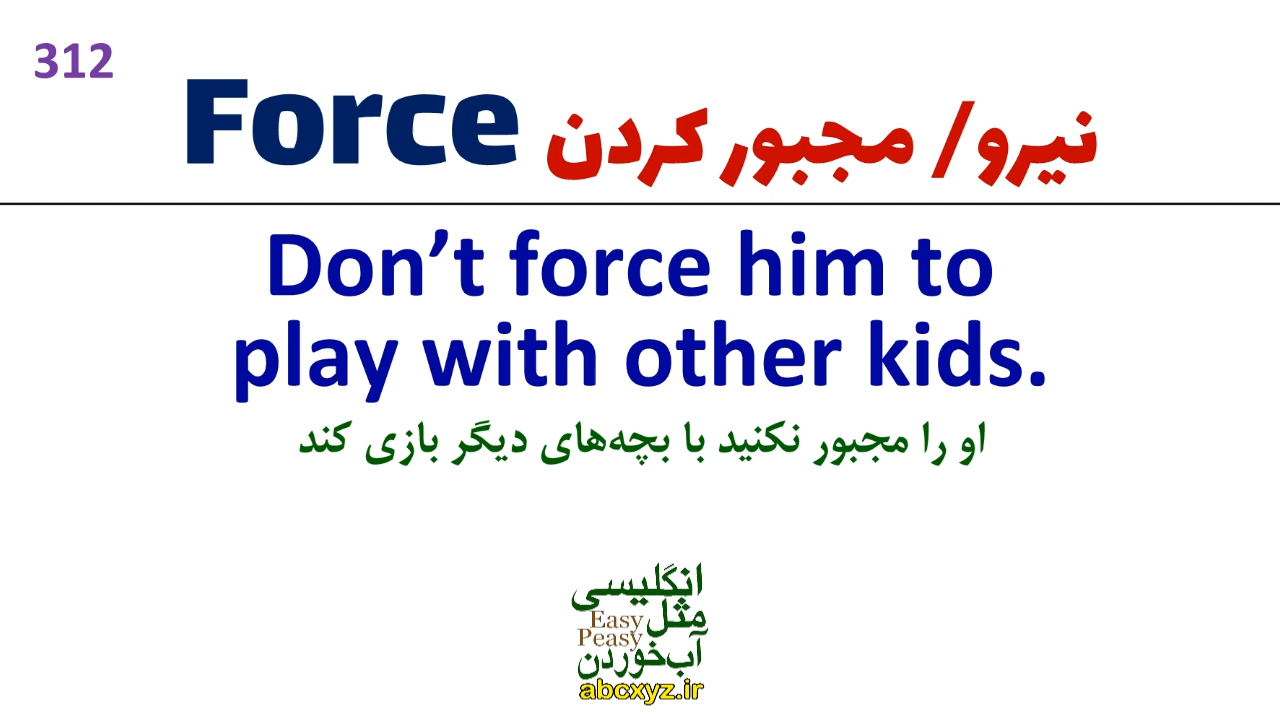 312
Force نیرو/ مجبور کردن
Don’t force him to
play with other kids.
او را مجبور نکنید با بچه‌های دیگر بازی کند
انگلیسی
مثل
Easy
Peasy
آب‌خوردن
abcxyz.ir